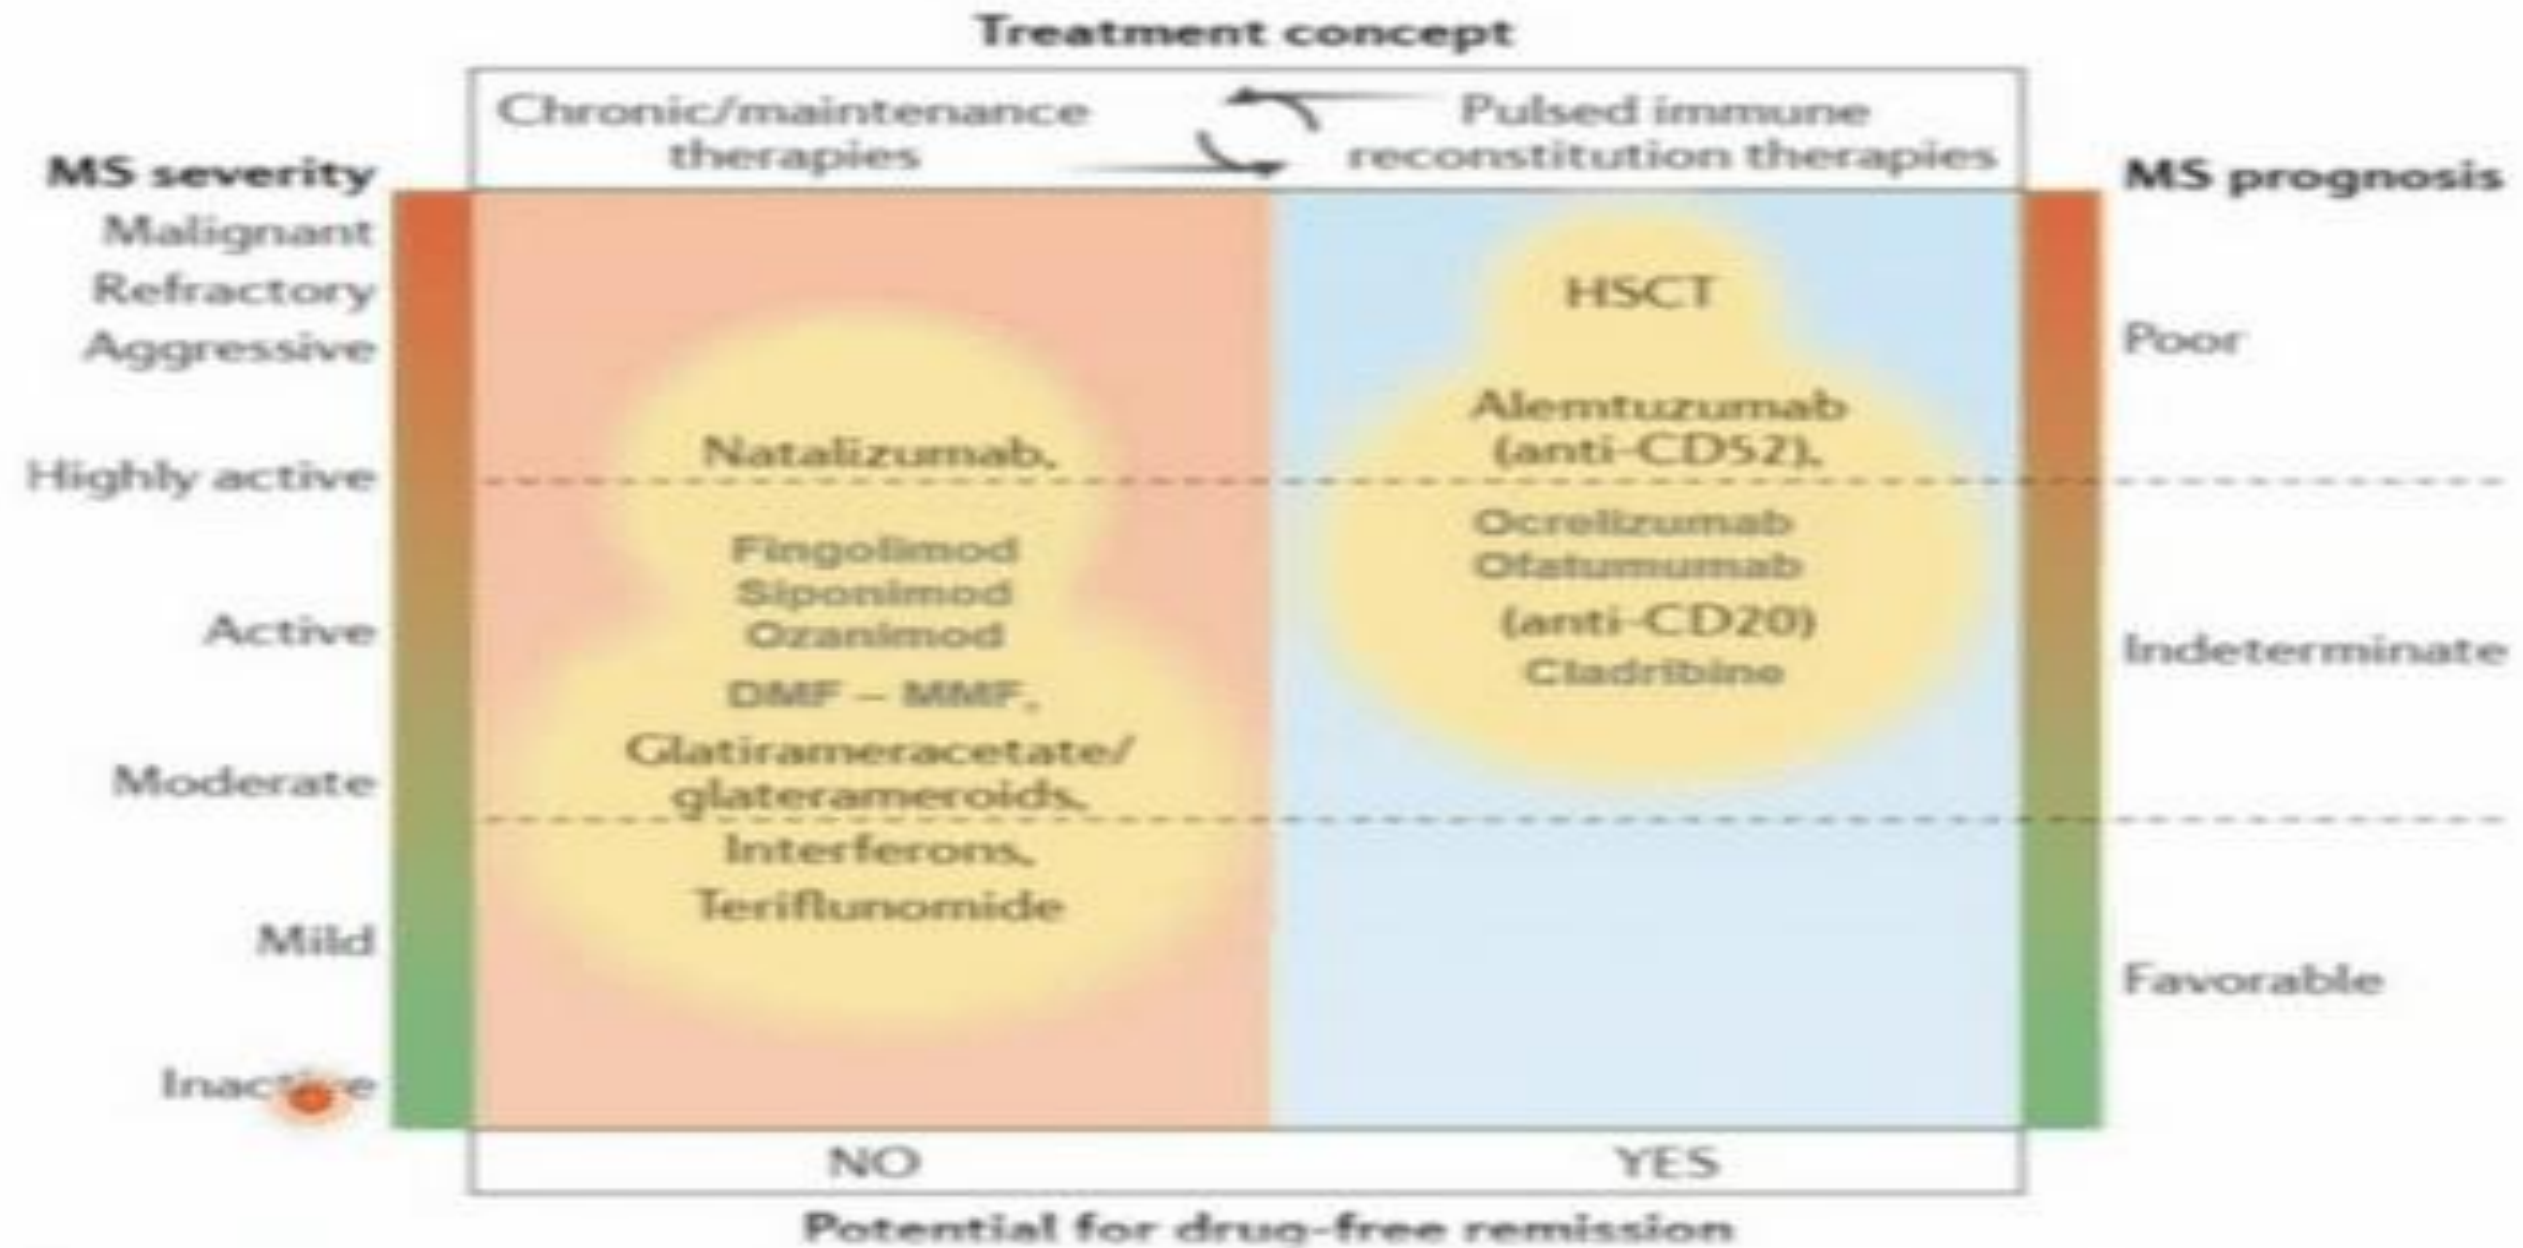 Treatment concept
Chronic/maintenance
therapies
Pulsed immune
reconstitution therapies
MS severity
Malignant
Refractory
Aggressive
Highly active
Active
Moderate
Mild
Natalizumab,
Fingolimod
Siponimod
Ozanimod
DMF – MMF,
Glatirameracetate/
glaterameroids,
Interferons,
Teriflunomide
HSCT
Alemtuzumab
(anti-CD52),
Ocrelizumab
Ofatumumab
(anti-CD20)
Cladribine
MS prognosis
Poor
Indeterminate
Favorable
NO
YES
Potential for drug-free remission